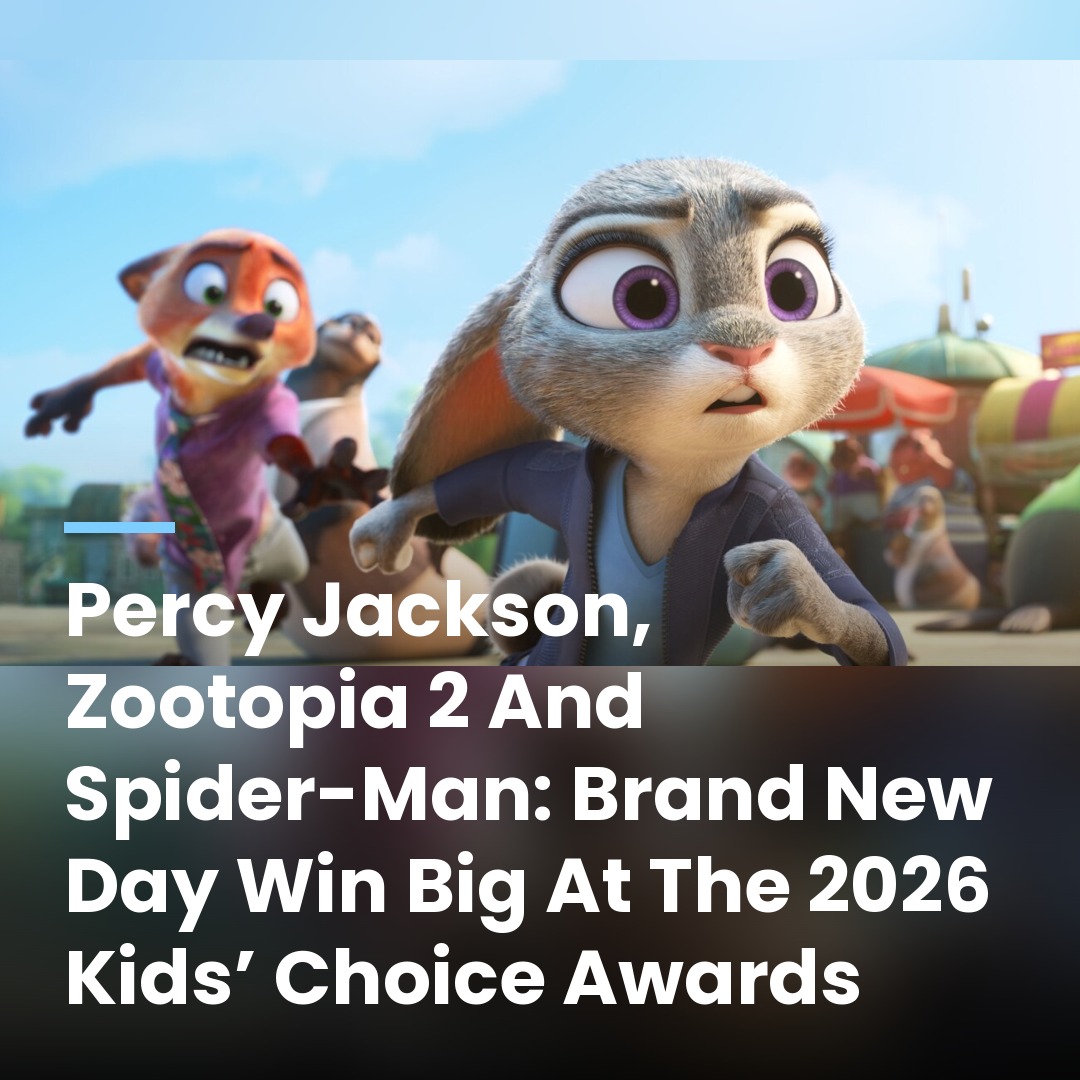 Percy Jackson,
Zootopia 2 And
Spider-Man: Brand New
Day Win Big At The 2026
Kids’ Choice Awards